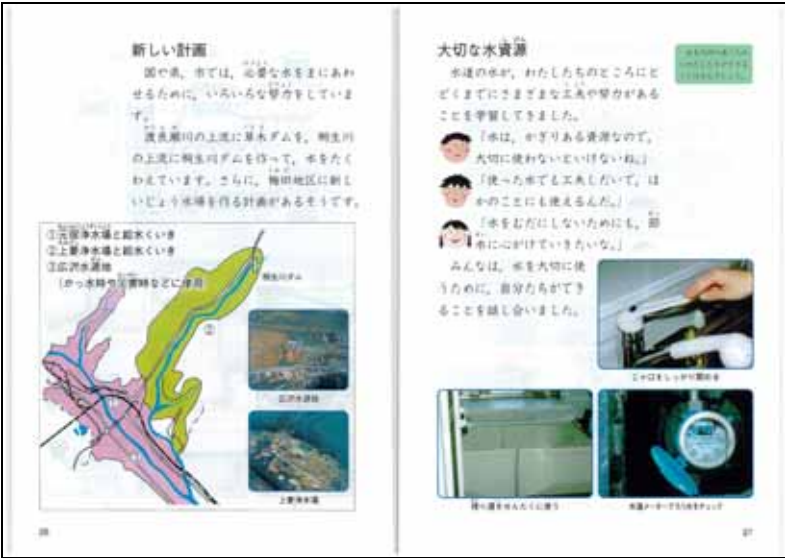 新しい計画
国や県，市では，必要な水をまにあわ
せるために，いろいろな努力をしていま
す。
渡良瀬川の上流に草木ダムを，桐生川
の上流に桐生川ダムを作って，水をたく
わえています。さらに，梅田地区に新し
いじょう水場を作る計画があるそうです。
①元宿浄水場と給水くいき
②上菱浄水場と給水くいき
③広沢水源地
(かっ水時や災害時などに使用
桐生川ダム
②
広沢水源地
上菱浄水場
26
大切な水資源
水道の水が，わたしたちのところにと
どくまでにさまざまな工夫や努力がある
ことを学習してきました。
「水は，かぎりある資源なので，
大切に使わないといけないね。」
「使った水でも工夫しだいで，ほ
かのことにも使えるんだ。」
「水をむだにしないためにも，節
水に心がけていきたいな。」
みんなは，水を大切に使
うために，自分たちができ
ることを話し合いました。
じゃ口をしっかり閉める
残り湯をせんたくに使う
水道メーターでろう水をチェック
27